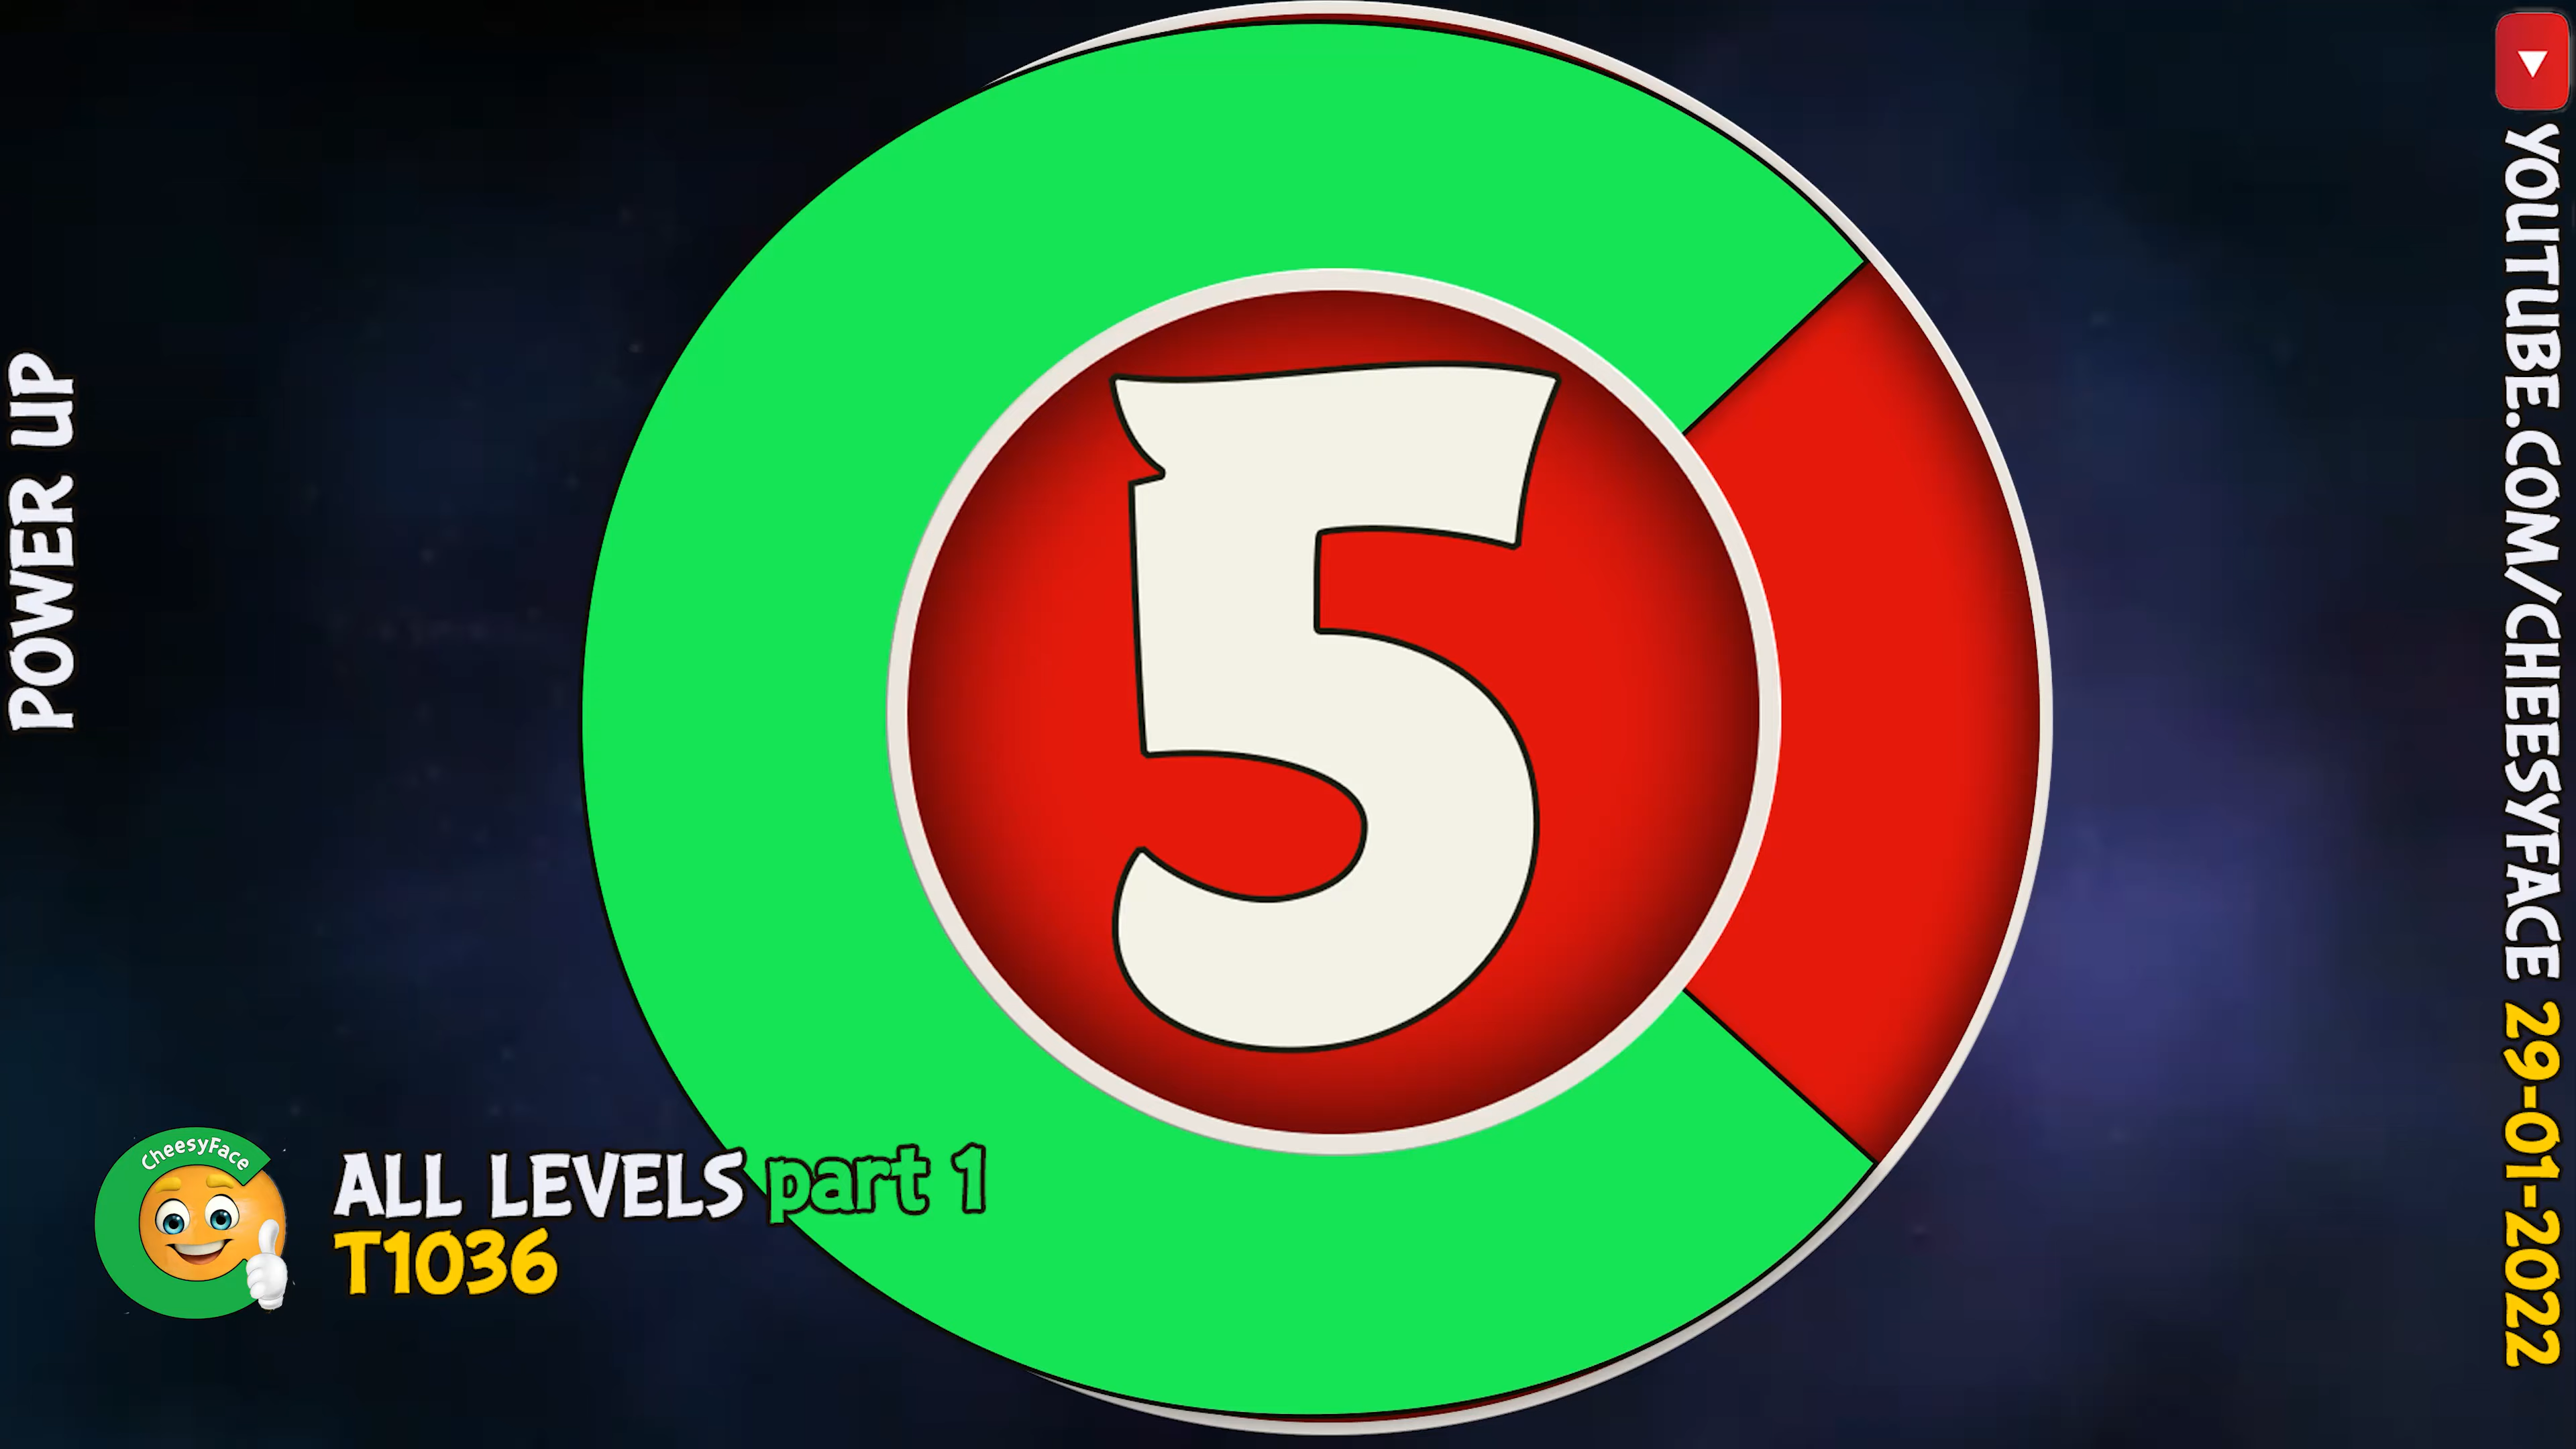 POWER UP
5
CheesyFace
ALL LEVELS part 1
T1036
YOUTUBE.COM/CHEESYFACE 29-01-2022